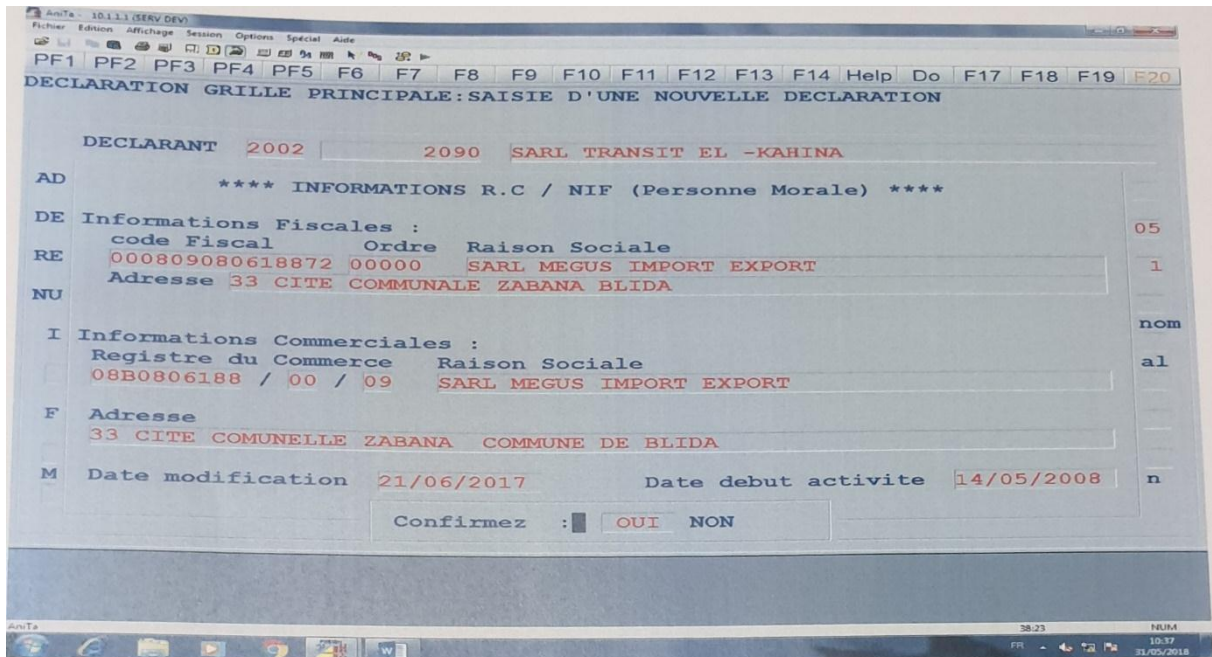 AniTa - 10.1.1.1 (SERV DEV)
Fichier Edition Affichage Session Options Spécial Aide
PF1 PF2 PF3 PF4 PF5 F6 F7 F8 F9 F10 F11 F12 F13 F14 Help Do F17 F18 F19 F20
DECLARATION GRILLE PRINCIPALE:SAISIE D'UNE NOUVELLE DECLARATION
DECLARANT 2002 2090 SARL TRANSIT EL -KAHINA
AD **** INFORMATIONS R.C / NIF (Personne Morale) ****
DE Informations Fiscales : 05
code Fiscal Ordre Raison Sociale
RE 000809080618872 00000 SARL MEGUS IMPORT EXPORT 1
Adresse 33 CITE COMMUNALE ZABANA BLIDA
NU
nom
I Informations Commerciales :
Registre du Commerce Raison Sociale al
08B0806188 / 00 / 09 SARL MEGUS IMPORT EXPORT
F Adresse
33 CITE COMUNELLE ZABANA COMMUNE DE BLIDA
M Date modification 21/06/2017 Date debut activite 14/05/2008 n
Confirmez : OUI NON
AniTa 38:23 NUM
FR 10:37
31/05/2018